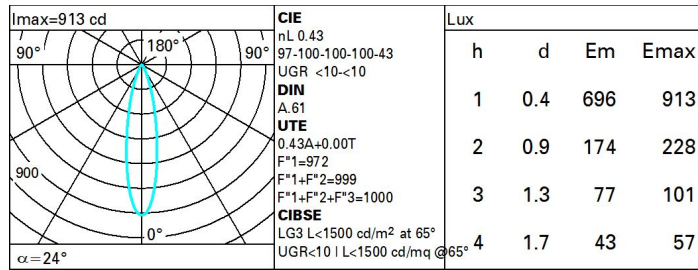 Imax=913 cd
90° 180° 90°
900
0°
α=24°
CIE
nL 0.43
97-100-100-100-43
UGR <10-<10
DIN
A.61
UTE
0.43A+0.00T
F"1=972
F"1+F"2=999
F"1+F"2+F"3=1000
CIBSE
LG3 L<1500 cd/m² at 65°
UGR<10 | L<1500 cd/mq @65°
Lux
h d Em Emax
1 0.4 696 913
2 0.9 174 228
3 1.3 77 101
4 1.7 43 57